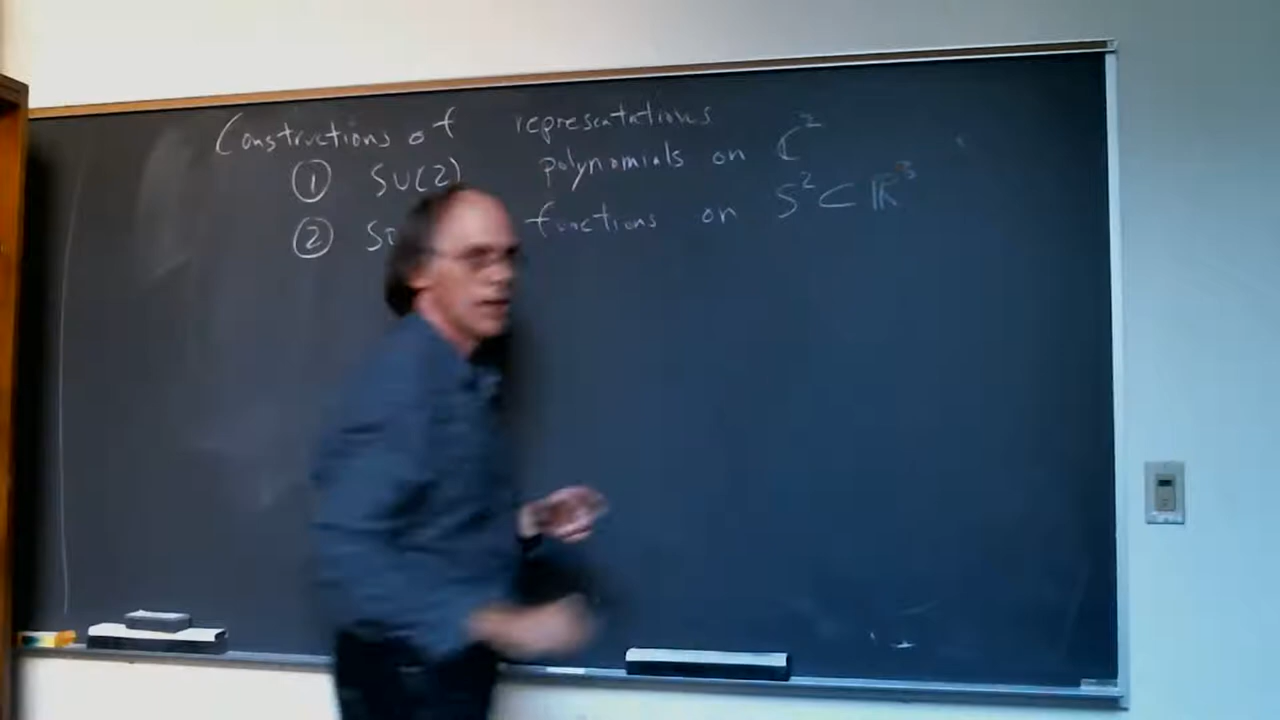 Constructions of representations
① SU(2) polynomials on ℂ²
② functions on S² ⊂ ℝ³